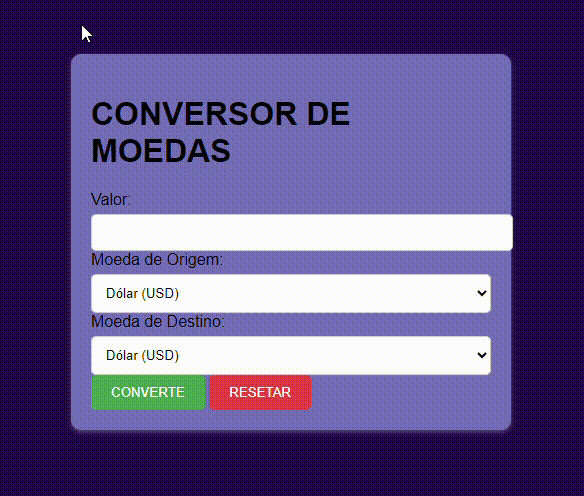 CONVERSOR DE
MOEDAS
Valor:
Moeda de Origem:
Dólar (USD)
Moeda de Destino:
Dólar (USD)
CONVERTE RESETAR